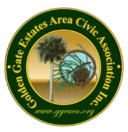 Golden Gate Estates Area Civic Association Inc.
www.ggeaca.org